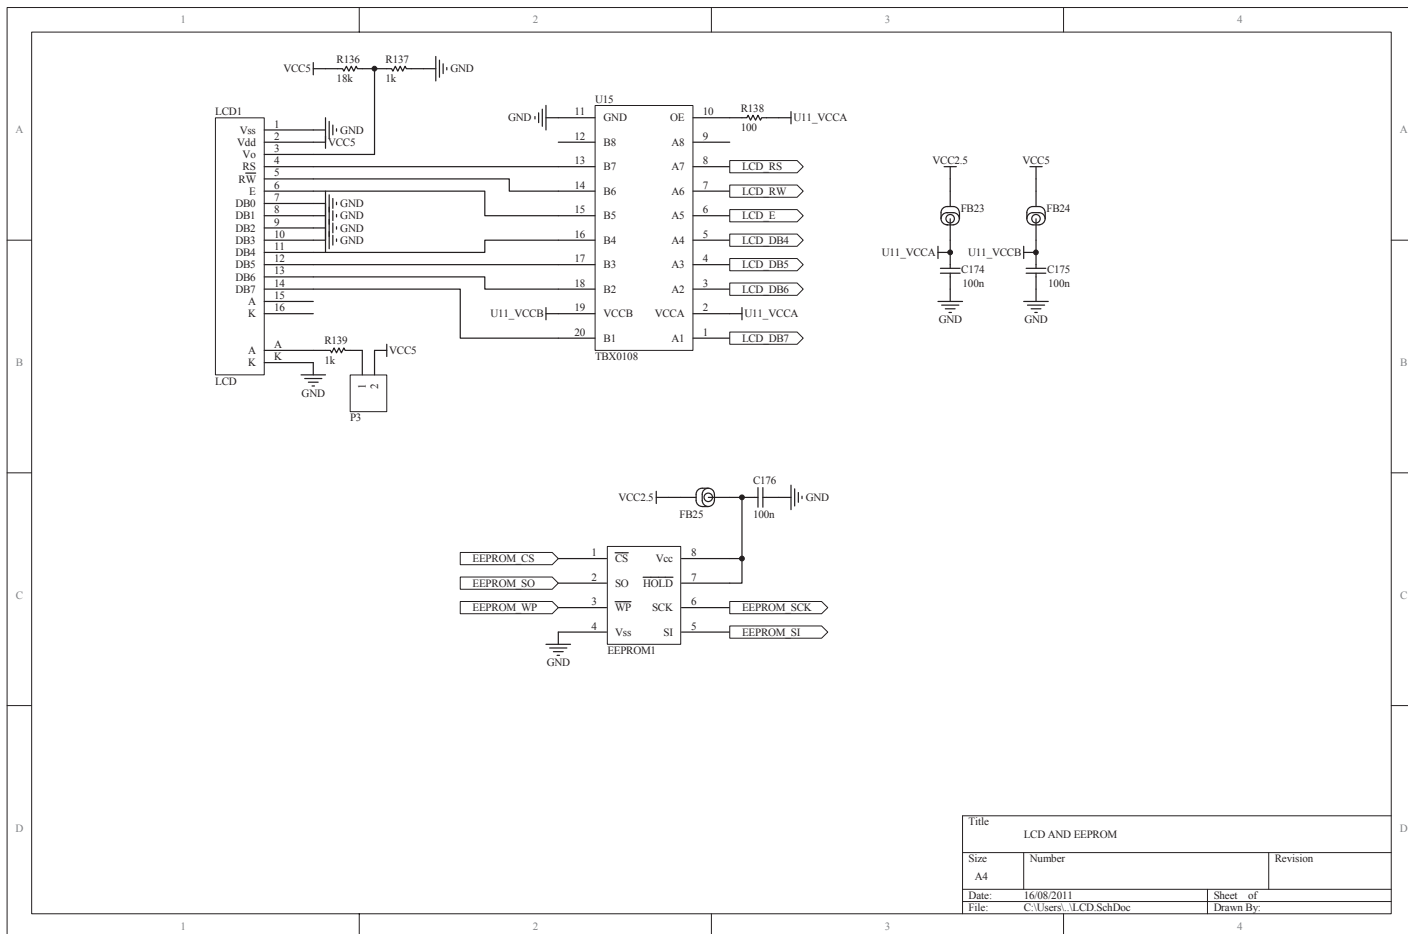 1 2 3 4
A
B
C
D
A
B
C
D
1 2 3 4
R136 R137
VCC5 GND
18k 1k
LCD1
Vss 1 GND
Vdd 2 VCC5
Vo 3
RS 4
RW 5
E 6
DB0 7 GND
DB1 8 GND
DB2 9 GND
DB3 10 GND
DB4 11
DB5 12
DB6 13
DB7 14
A 15
K 16
A A
K K
LCD
R139
1k
VCC5
GND
1 2
P3
U15
GND 11 GND OE 10 R138 U11_VCCA
100
12 B8 A8 9
13 B7 A7 8 LCD_RS
14 B6 A6 7 LCD_RW
15 B5 A5 6 LCD_E
16 B4 A4 5 LCD_DB4
17 B3 A3 4 LCD_DB5
18 B2 A2 3 LCD_DB6
U11_VCCB 19 VCCB VCCA 2 U11_VCCA
20 B1 A1 1 LCD_DB7
TBX0108
VCC2.5 VCC5
FB23 FB24
U11_VCCA U11_VCCB
C174 C175
100n 100n
GND GND
C176
VCC2.5 GND
FB25 100n
EEPROM_CS 1 CS Vcc 8
EEPROM_SO 2 SO HOLD 7
EEPROM_WP 3 WP SCK 6 EEPROM_SCK
4 Vss SI 5 EEPROM_SI
GND
EEPROM1
Title
LCD AND EEPROM
Size Number Revision
A4
Date: 16/08/2011 Sheet of
File: C:\Users\..\LCD.SchDoc Drawn By: